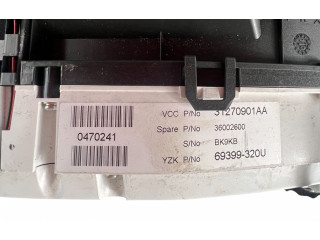 VCC P/No 31270901AA
0470241
Spare P/No 36002600
S/No BK9KB
YZK P/No 69399-320U